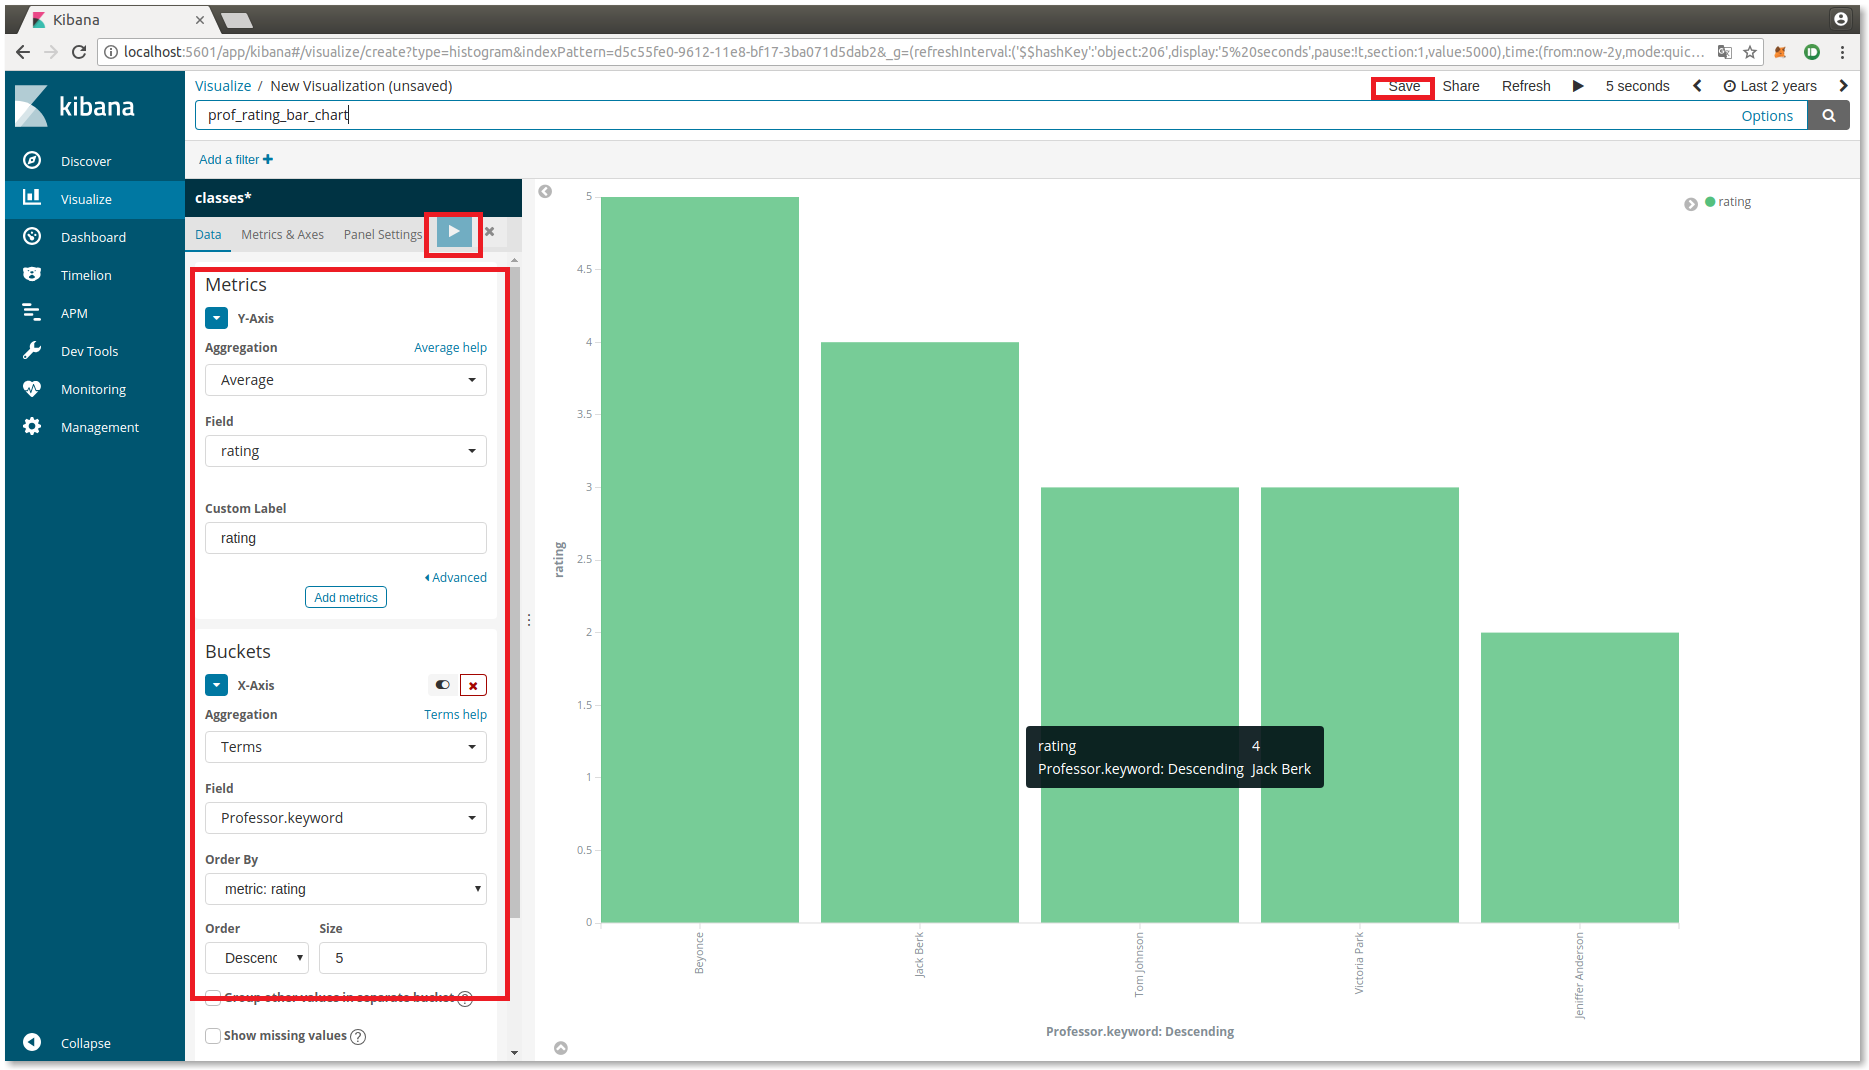 Kibana
localhost:5601/app/kibana#/visualize/create?type=histogram&indexPattern=d5c55fe0-9612-11e8-bf17-3ba071d5dab2&_g=(refreshInterval:('$$hashKey':'object:206',display:'5%20seconds',pause:!t,section:1,value:5000),time:(from:now-2y,mode:quic...
kibana
Discover
Visualize
Dashboard
Timelion
APM
Dev Tools
Monitoring
Management
Collapse
Visualize / New Visualization (unsaved)
Save Share Refresh 5 seconds Last 2 years
prof_rating_bar_chart
Options
Add a filter
classes*
Data Metrics & Axes Panel Settings
Metrics
Y-Axis
Aggregation Average help
Average
Field
rating
Custom Label
rating
Advanced
Add metrics
Buckets
X-Axis
Aggregation Terms help
Terms
Field
Professor.keyword
Order By
metric: rating
Order Size
Descenc 5
Group other values in separate bucket ?
Show missing values ?
rating
5
4.5
4
3.5
3
2.5
2
1.5
1
0.5
0
rating
rating 4
Professor.keyword: Descending Jack Berk
Beyonce
Jack Berk
Tom Johnson
Victoria Park
Jeniffer Anderson
Professor.keyword: Descending